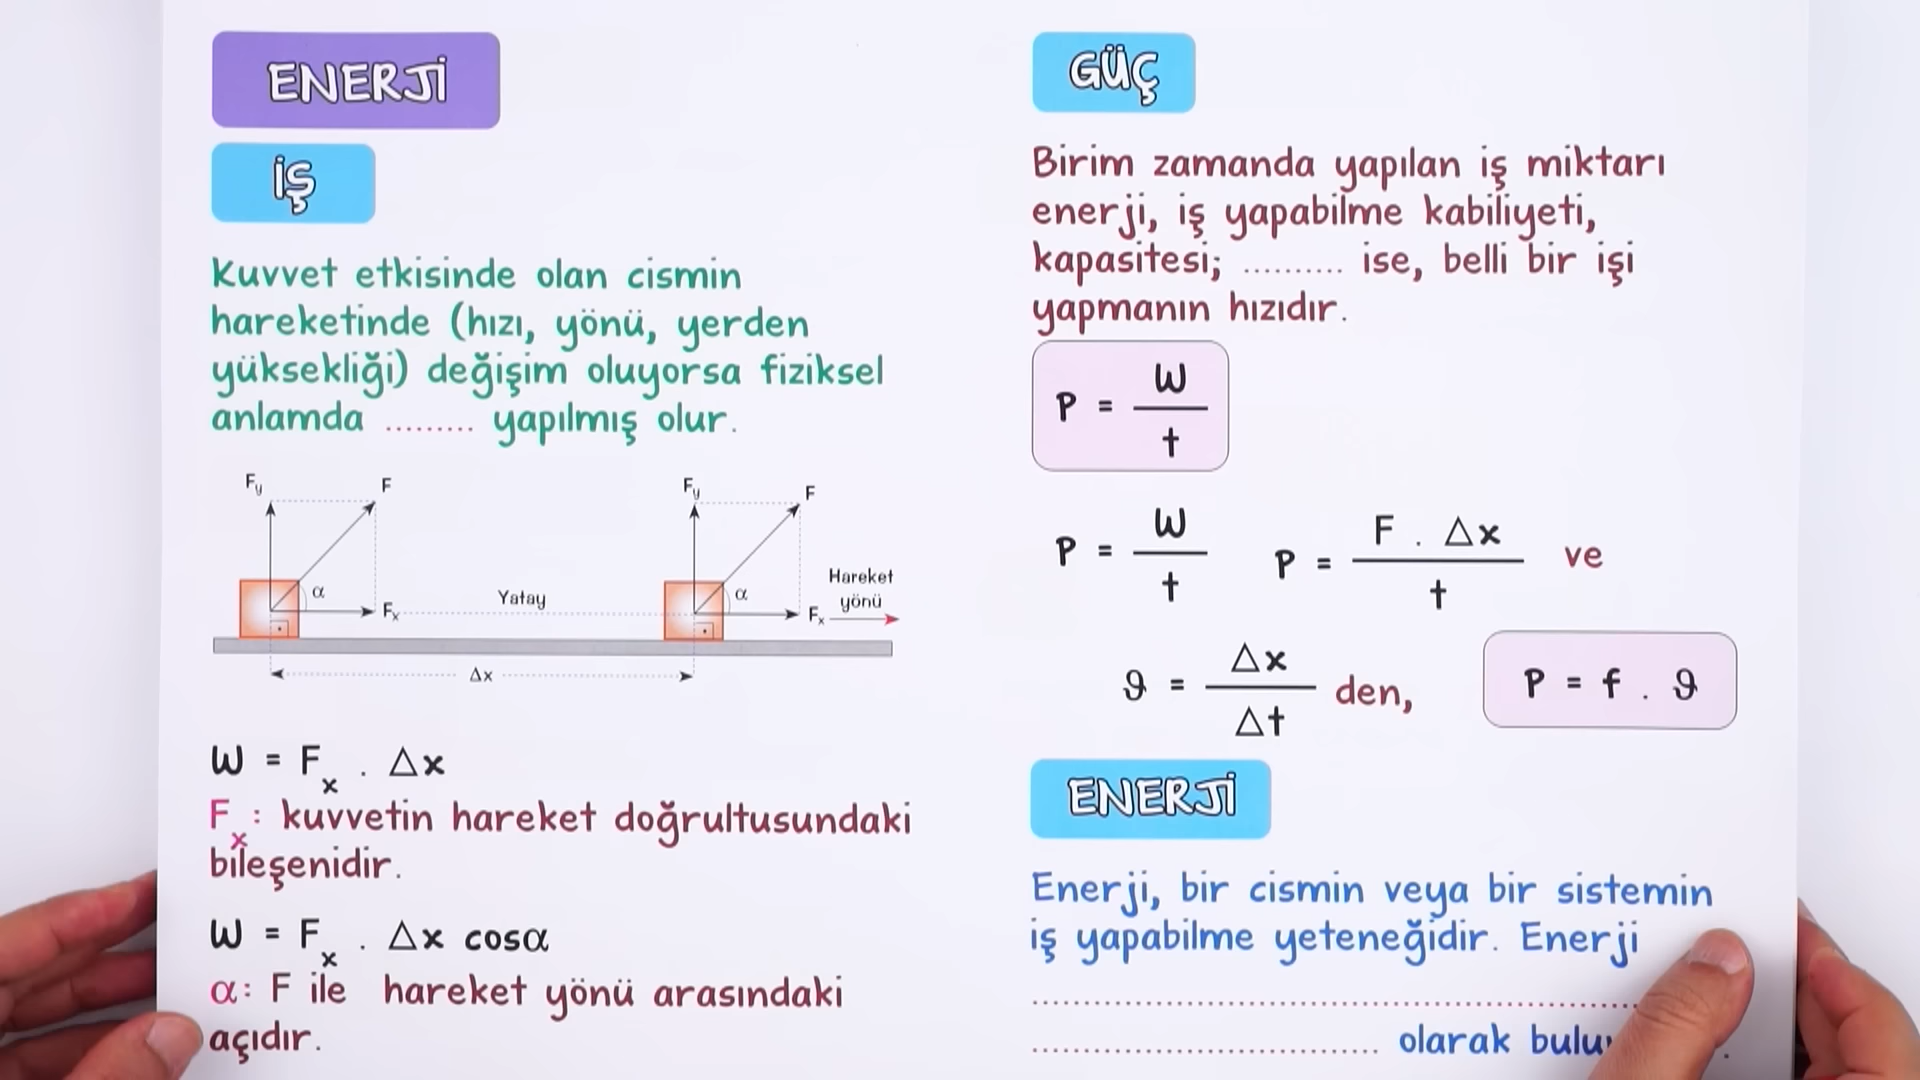 ENERJİ
İŞ
Kuvvet etkisinde olan cismin
hareketinde (hızı, yönü, yerden
yüksekliği) değişim oluyorsa fiziksel
anlamda ......... yapılmış olur.
Fy F Fy F
α Fx Yatay α Fx Hareket
yönü
Δx
W = Fx . Δx
Fx : kuvvetin hareket doğrultusundaki
bileşenidir.
W = Fx . Δx cosα
α: F ile hareket yönü arasındaki
açıdır.
GÜÇ
Birim zamanda yapılan iş miktarı
enerji, iş yapabilme kabiliyeti,
kapasitesi; .......... ise, belli bir işi
yapmanın hızıdır.
P = W / t
P = W / t P = F . Δx / t ve
ϑ = Δx / Δt den, P = f . ϑ
ENERJİ
Enerji, bir cismin veya bir sistemin
iş yapabilme yeteneğidir. Enerji
..............................................................
................................... olarak